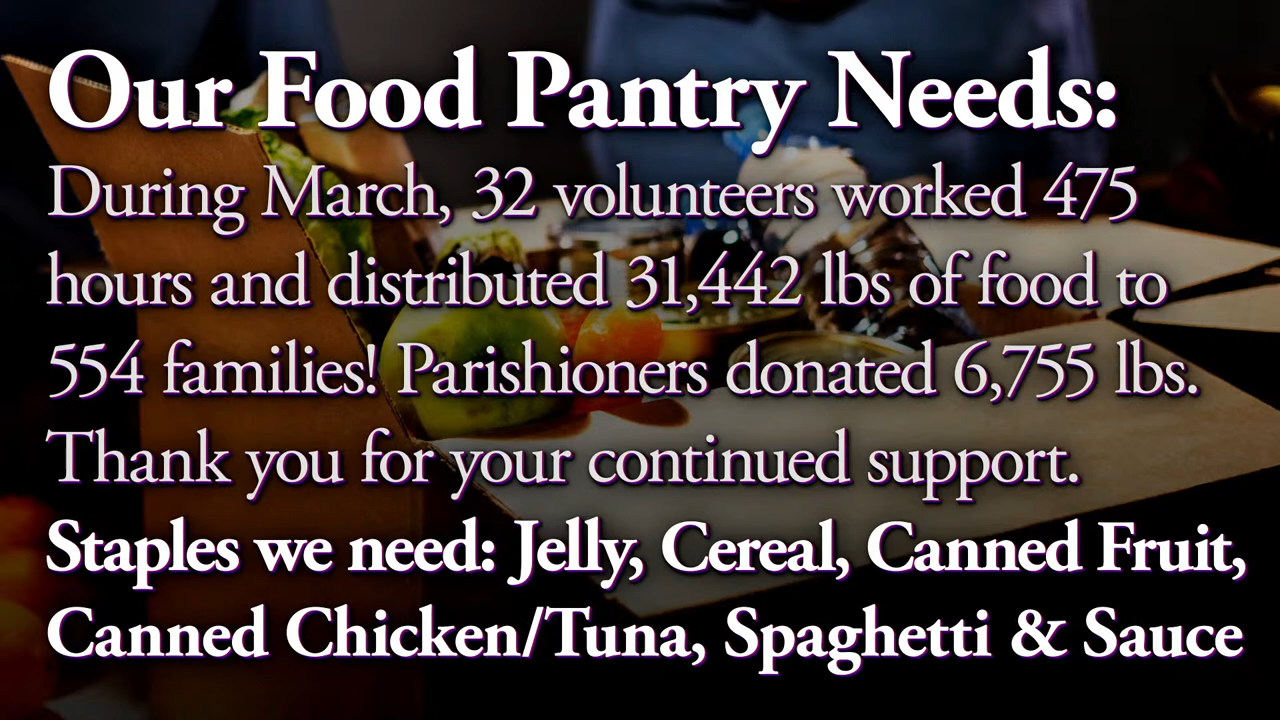 Our Food Pantry Needs:
During March, 32 volunteers worked 475
hours and distributed 31,442 lbs of food to
554 families! Parishioners donated 6,755 lbs.
Thank you for your continued support.
Staples we need: Jelly, Cereal, Canned Fruit,
Canned Chicken/Tuna, Spaghetti & Sauce